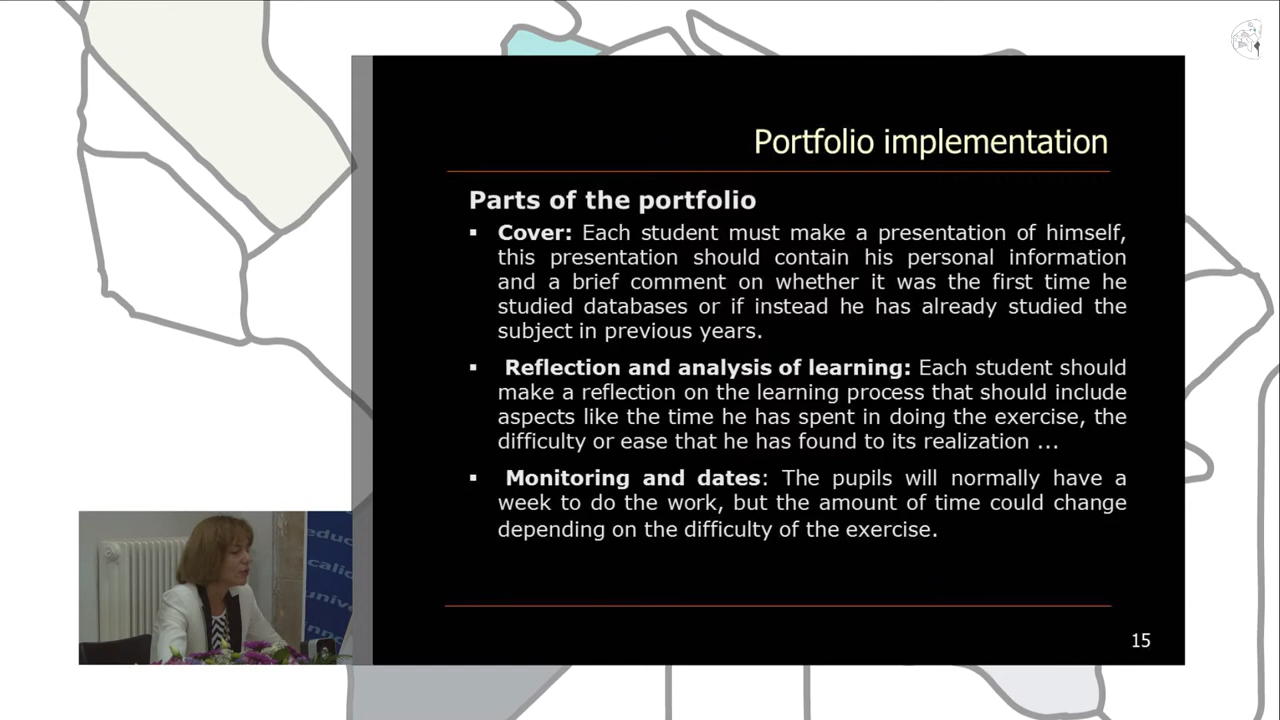 Portfolio implementation
Parts of the portfolio
▪ Cover: Each student must make a presentation of himself,
this presentation should contain his personal information
and a brief comment on whether it was the first time he
studied databases or if instead he has already studied the
subject in previous years.
▪ Reflection and analysis of learning: Each student should
make a reflection on the learning process that should include
aspects like the time he has spent in doing the exercise, the
difficulty or ease that he has found to its realization ...
▪ Monitoring and dates: The pupils will normally have a
week to do the work, but the amount of time could change
depending on the difficulty of the exercise.
15
educ
calid
unive
nno